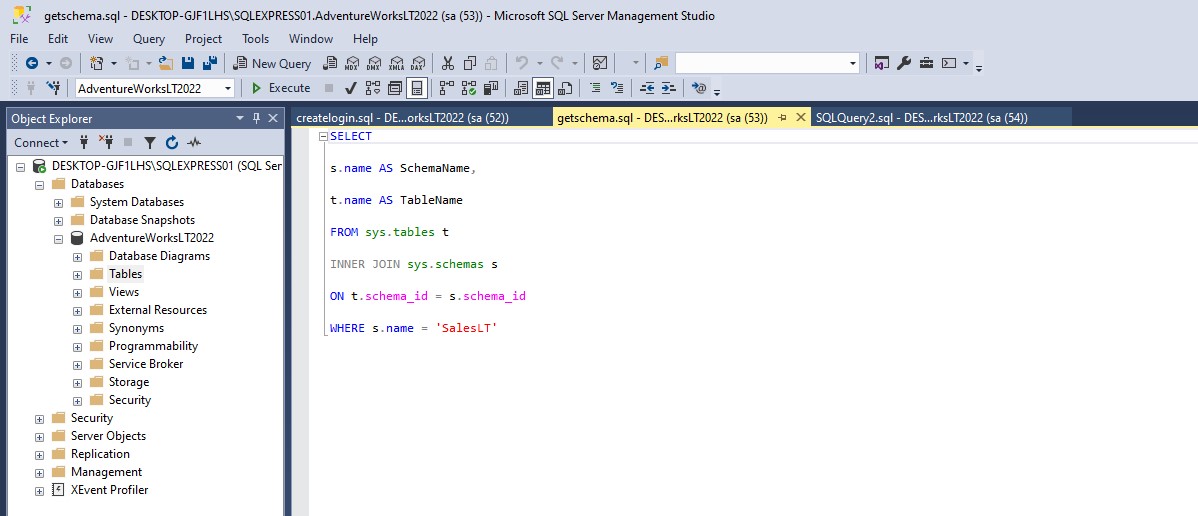 getschema.sql - DESKTOP-GJF1LHS\SQLEXPRESS01.AdventureWorksLT2022 (sa (53)) - Microsoft SQL Server Management Studio
File Edit View Query Project Tools Window Help
New Query MDX DMX XMLA DAX
AdventureWorksLT2022 Execute
Object Explorer
createlogin.sql - DE...orksLT2022 (sa (52))
getschema.sql - DES...rksLT2022 (sa (53))
SQLQuery2.sql - DES...rksLT2022 (sa (54))
Connect
DESKTOP-GJF1LHS\SQLEXPRESS01 (SQL Ser
Databases
System Databases
Database Snapshots
AdventureWorksLT2022
Database Diagrams
Tables
Views
External Resources
Synonyms
Programmability
Service Broker
Storage
Security
Security
Server Objects
Replication
Management
XEvent Profiler
SELECT
s.name AS SchemaName,
t.name AS TableName
FROM sys.tables t
INNER JOIN sys.schemas s
ON t.schema_id = s.schema_id
WHERE s.name = 'SalesLT'